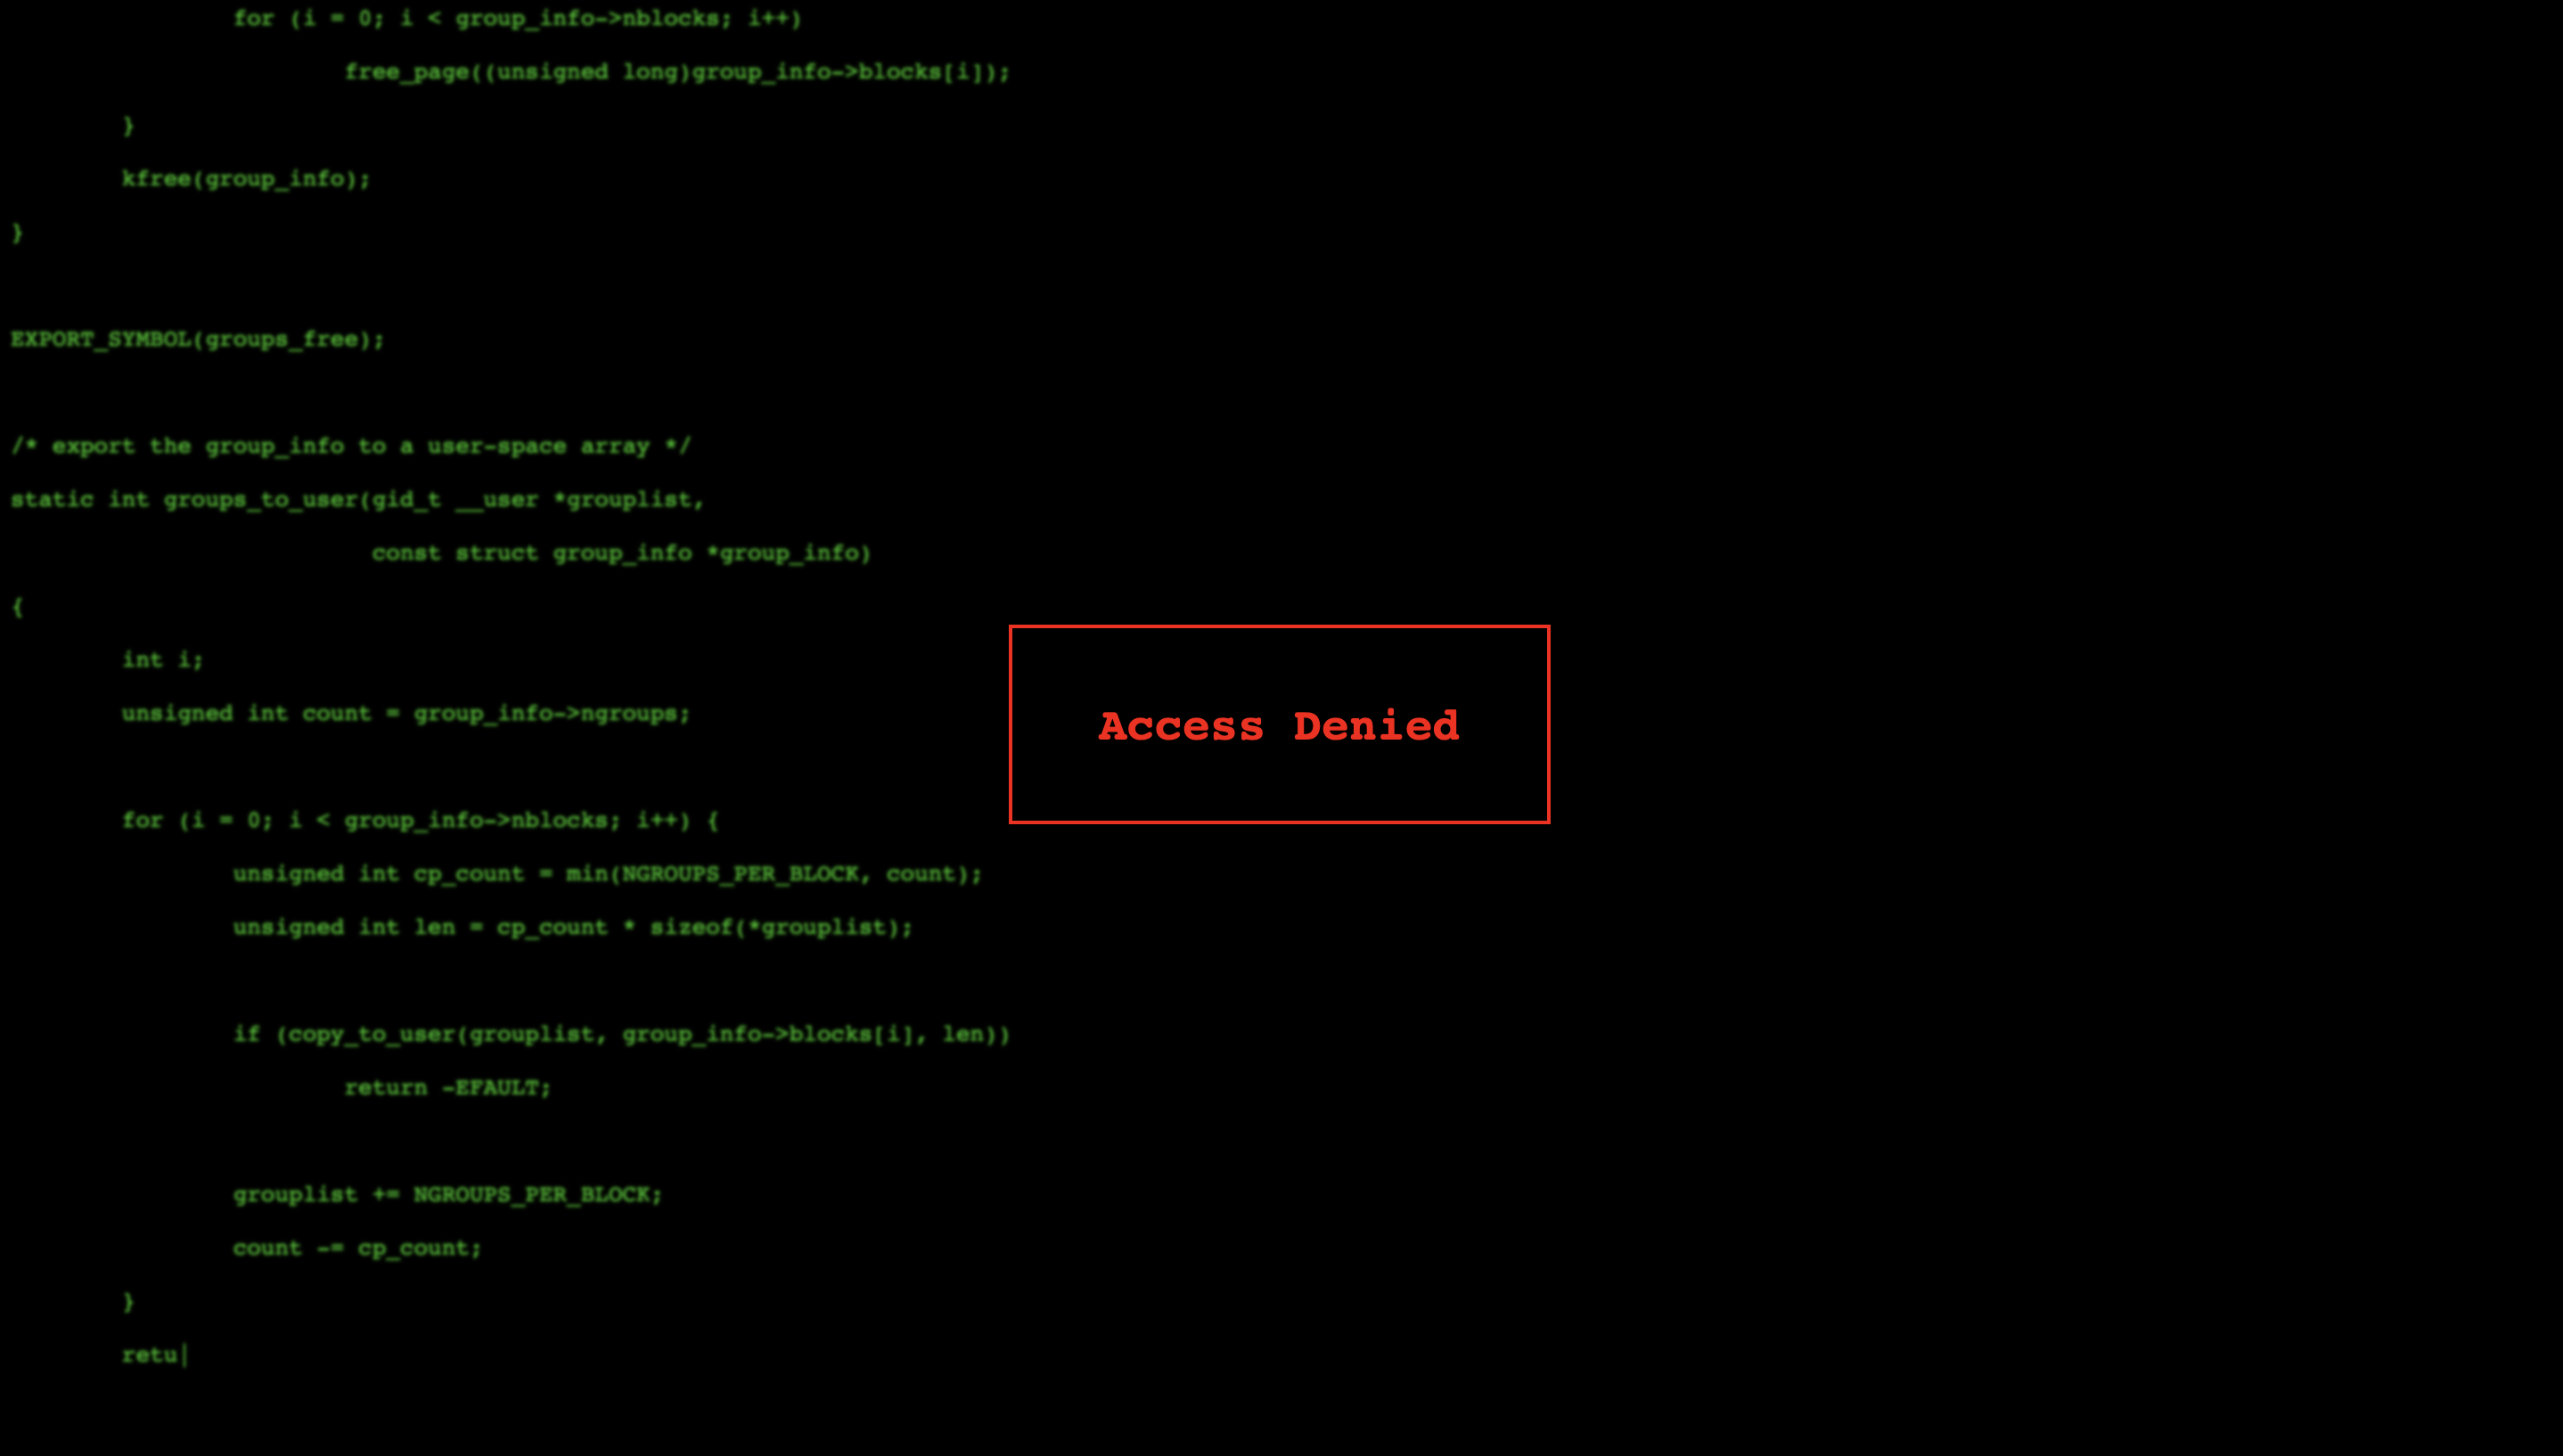 for (i = 0; i < group_info->nblocks; i++)
free_page((unsigned long)group_info->blocks[i]);
}
kfree(group_info);
}
EXPORT_SYMBOL(groups_free);
/* export the group_info to a user-space array */
static int groups_to_user(gid_t __user *grouplist,
const struct group_info *group_info)
{
int i;
unsigned int count = group_info->ngroups;
Access Denied
for (i = 0; i < group_info->nblocks; i++) {
unsigned int cp_count = min(NGROUPS_PER_BLOCK, count);
unsigned int len = cp_count * sizeof(*grouplist);
if (copy_to_user(grouplist, group_info->blocks[i], len))
return -EFAULT;
grouplist += NGROUPS_PER_BLOCK;
count -= cp_count;
}
retu|